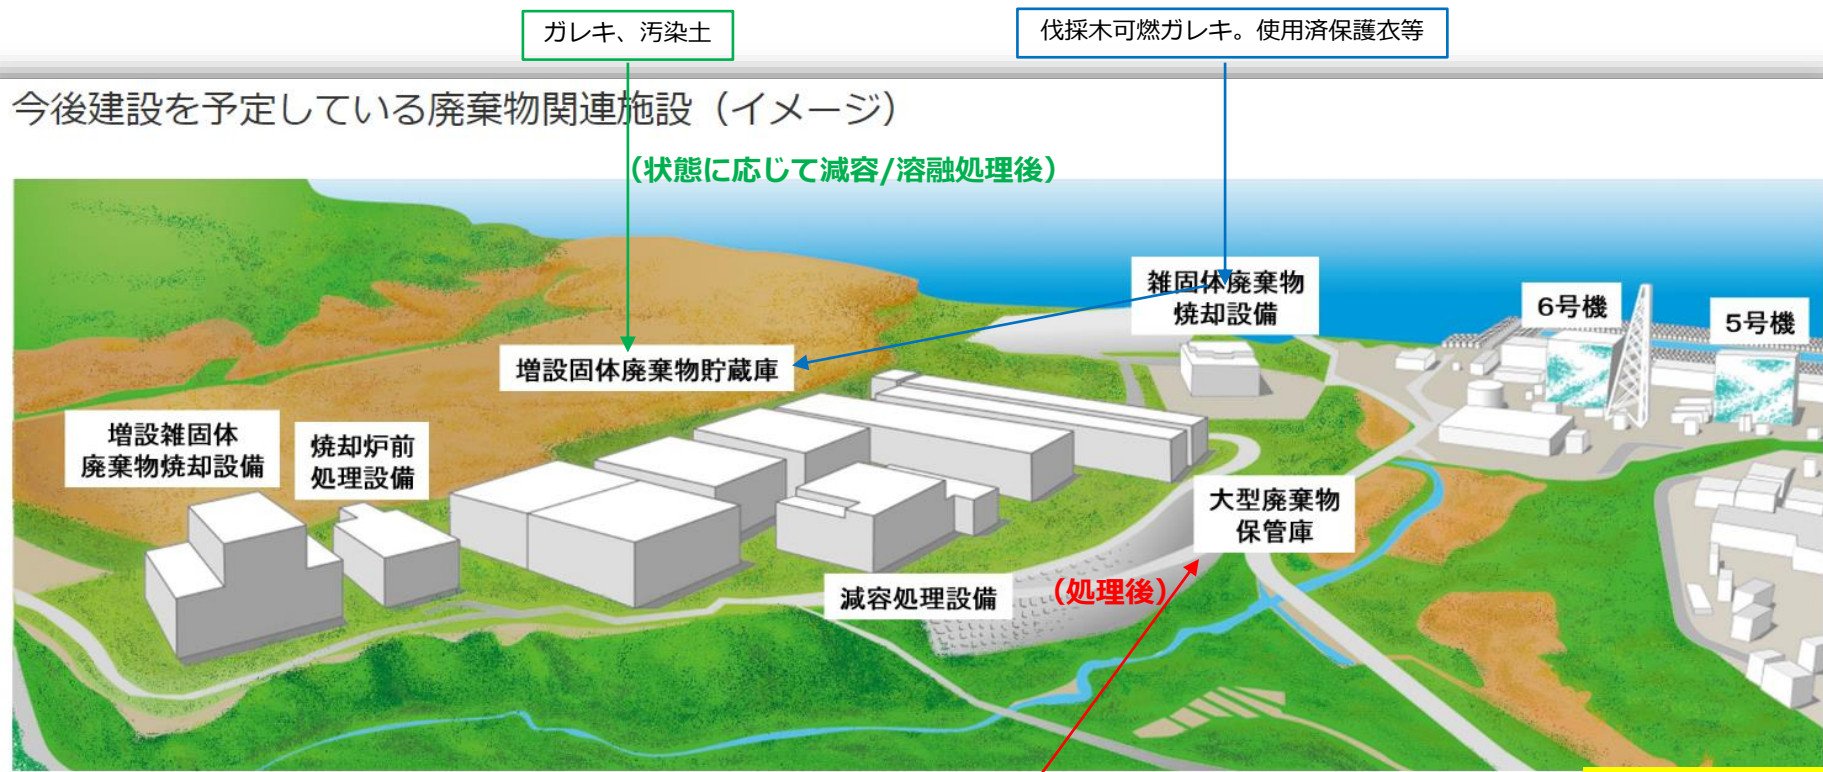 ガレキ、汚染土
伐採木可燃ガレキ。使用済保護衣等
今後建設を予定している廃棄物関連施設（イメージ）
（状態に応じて減容/溶融処理後）
雑固体廃棄物
焼却設備
6号機
5号機
増設固体廃棄物貯蔵庫
増設雑固体
廃棄物焼却設備
焼却炉前
処理設備
大型廃棄物
保管庫
減容処理設備
（処理後）